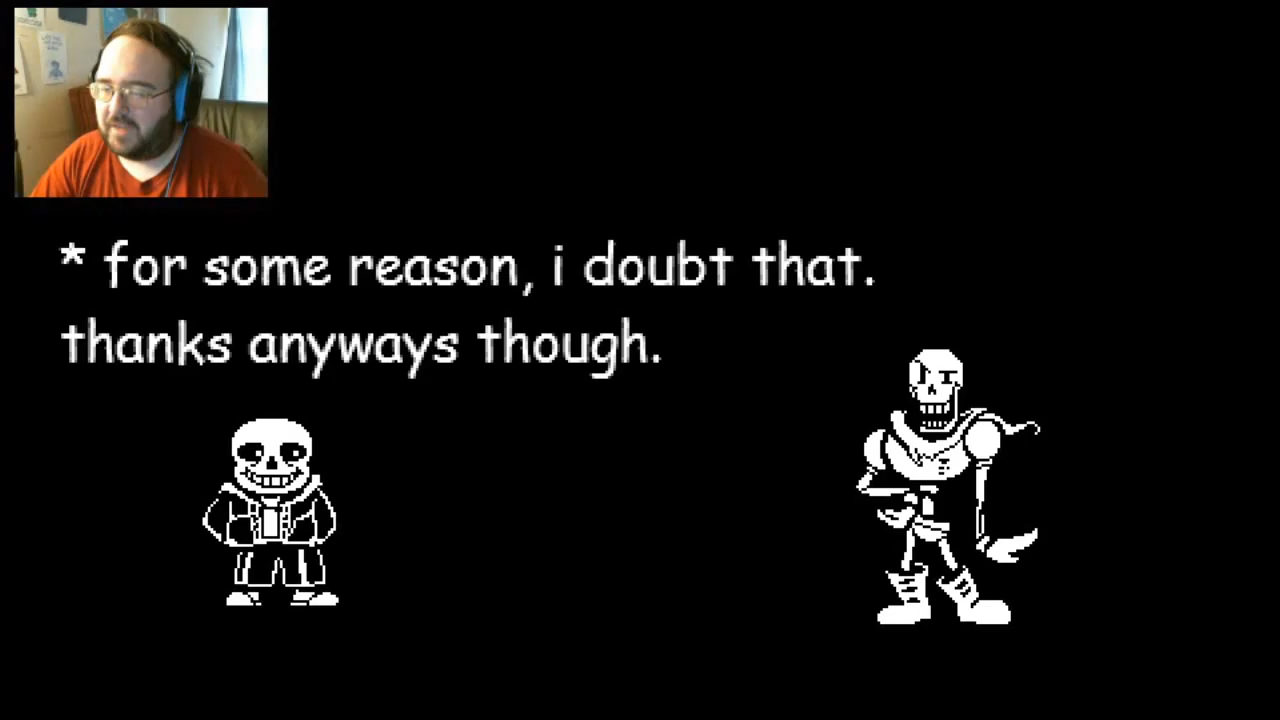 * for some reason, i doubt that.
thanks anyways though.